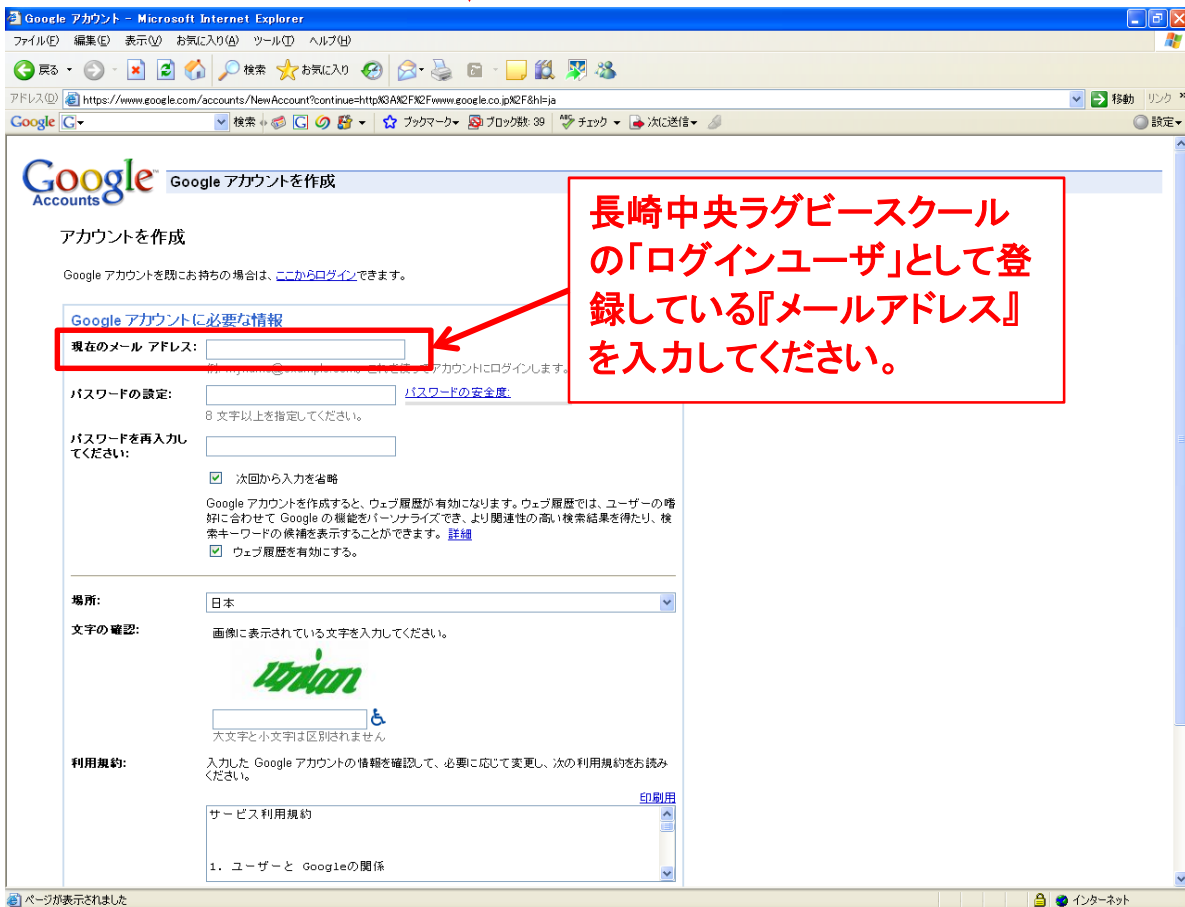 Google アカウント - Microsoft Internet Explorer
ファイル(F) 編集(E) 表示(V) お気に入り(A) ツール(T) ヘルプ(H)
戻る 検索 お気に入り
アドレス(D) https://www.google.com/accounts/NewAccount?continue=http%3A%2F%2Fwww.google.co.jp%2F&hl=ja 移動 リンク »
Google G 検索 ブックマーク ブロック数: 39 ABC チェック 次に送信 設定
Google™ Accounts Google アカウントを作成
長崎中央ラグビースクール
の「ログインユーザ」として登
録している『メールアドレス』
を入力してください。
アカウントを作成
Google アカウントを既にお持ちの場合は、ここからログインできます。
Google アカウントに必要な情報
現在のメール アドレス:
アカウントにログインします。
パスワードの設定: パスワードの安全度:
8 文字以上を指定してください。
パスワードを再入力し
てください:
次回から入力を省略
Google アカウントを作成すると、ウェブ履歴が有効になります。ウェブ履歴では、ユーザーの嗜
好に合わせて Google の機能をパーソナライズでき、より関連性の高い検索結果を得たり、検
索キーワードの候補を表示することができます。 詳細
ウェブ履歴を有効にする。
場所: 日本
文字の確認: 画像に表示されている文字を入力してください。
unian
大文字と小文字は区別されません
利用規約: 入力した Google アカウントの情報を確認して、必要に応じて変更し、次の利用規約をお読み
ください。
印刷用
サービス利用規約
1. ユーザーと Googleの関係
ページが表示されました インターネット